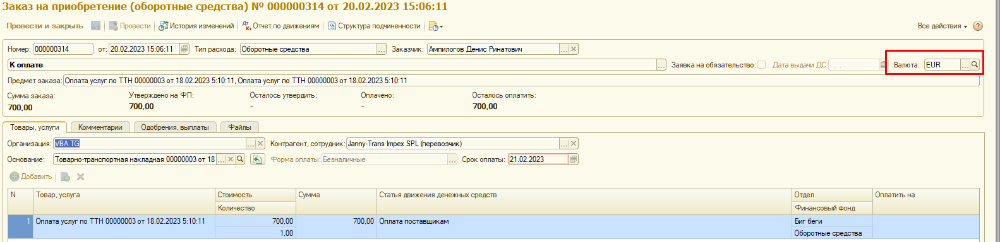 Заказ на приобретение (оборотные средства) № 000000314 от 20.02.2023 15:06:11
Провести и закрыть Провести История изменений Дт Кт Отчет по движениям Структура подчиненности Все действия ?
Номер: 000000314 от: 20.02.2023 15:06:11 Тип расхода: Оборотные средства ... Заказчик: Ампилогов Денис Ринатович ...
К оплате ... Заявка на обязательство: Дата выдачи ДС: . . Валюта: EUR ...
Предмет заказа: Оплата услуг по ТТН 00000003 от 18.02.2023 5:10:11, Оплата услуг по ТТН 00000003 от 18.02.2023 5:10:11
Сумма заказа: Утверждено на ФП: Осталось утвердить: Оплачено: Осталось оплатить:
700,00 700,00 - - 700,00
Товары, услуги Комментарии Одобрения, выплаты Файлы
Организация: VBA TG ... Контрагент, сотрудник: Janny-Trans Impex SPL (перевозчик) ...
Основание: Товарно-транспортная накладная 00000003 от 18 ... Форма оплаты: Безналичные ... Срок оплаты: 21.02.2023
Добавить
N Товар, услуга Стоимость Сумма Статья движения денежных средств Отдел Оплатить на
Количество Финансовый фонд
1 Оплата услуг по ТТН 00000003 от 18.02.2023 5:10:11 700,00 700,00 Оплата поставщикам Биг беги
1,00 Оборотные средства